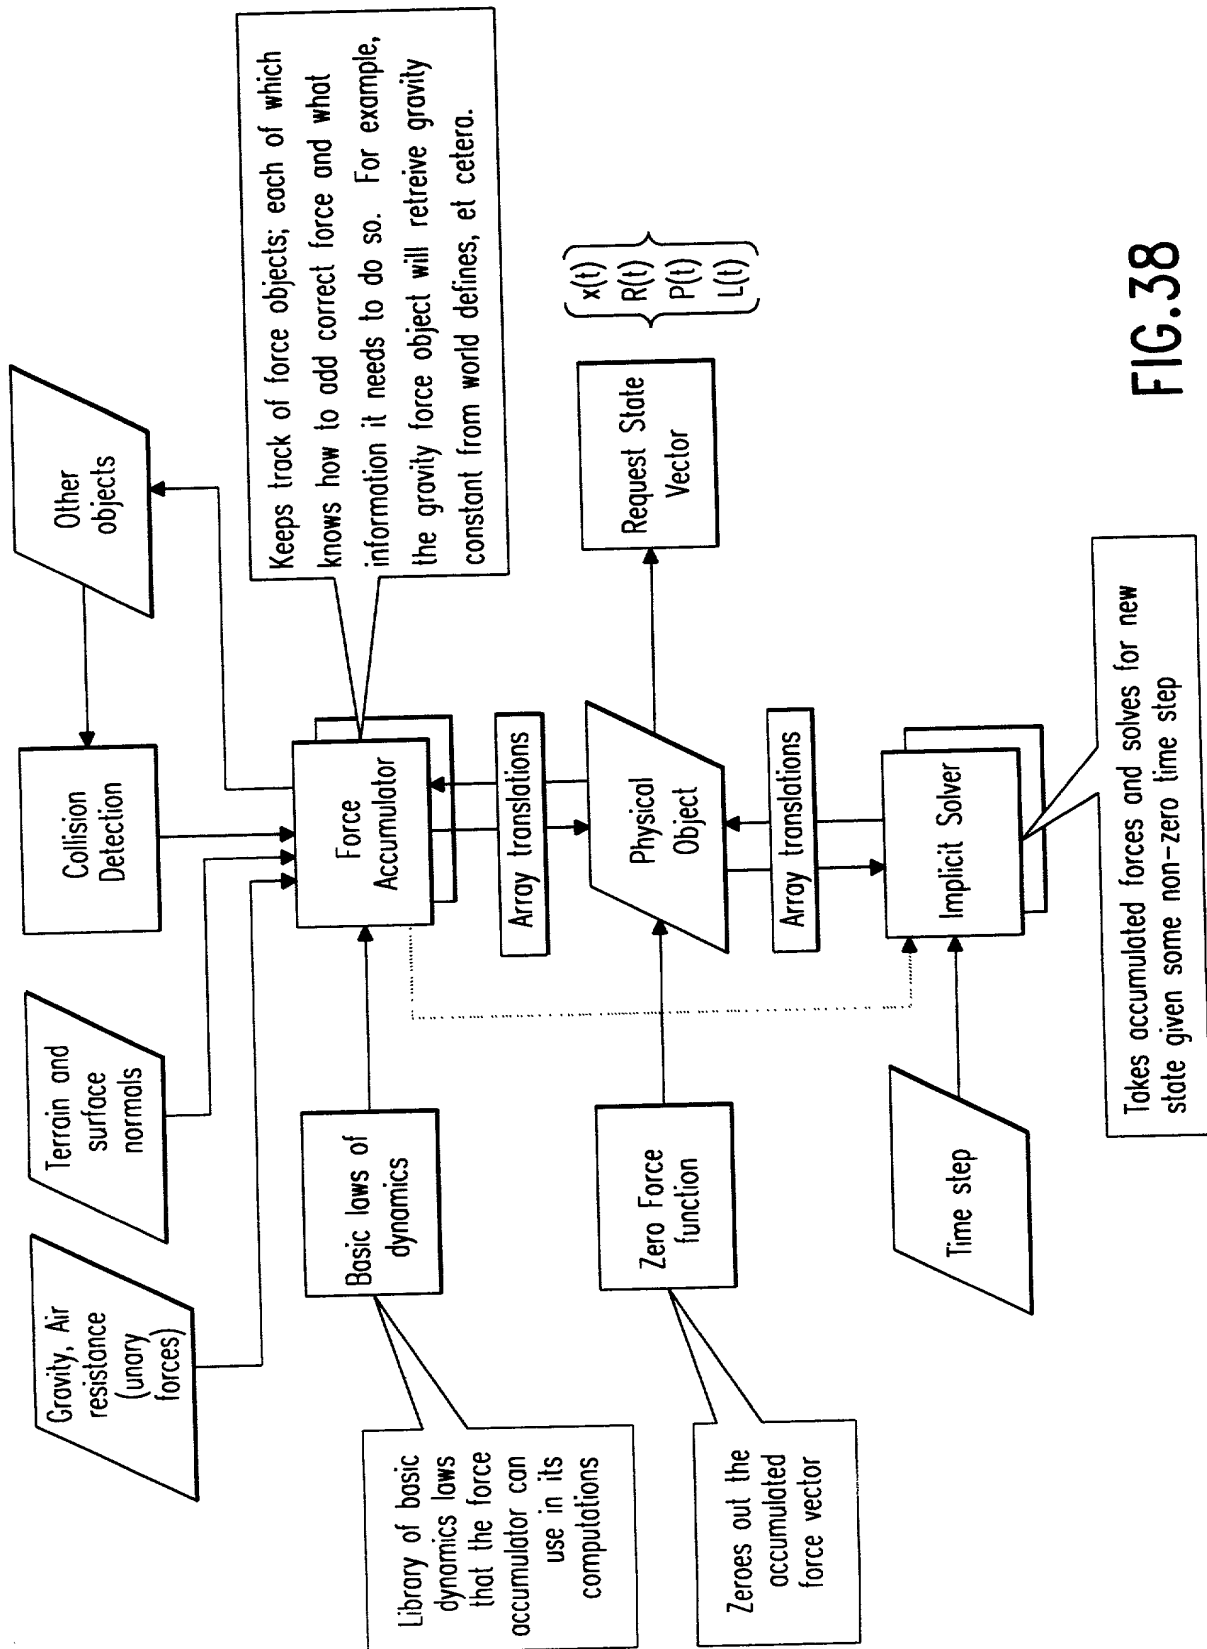 Gravity, Air
resistance
(unary
forces)
Terrain and
surface
normals
Collision
Detection
Other
objects
Library of basic
dynamics laws
that the force
accumulator can
use in its
computations
Basic laws of
dynamics
Force
Accumulator
Keeps track of force objects; each of which
knows how to add correct force and what
information it needs to do so. For example,
the gravity force object will retreive gravity
constant from world defines, et cetera.
Array translations
Zeroes out the
accumulated
force vector
Zero Force
function
Physical
Object
Request State
Vector
x(t)
R(t)
P(t)
L(t)
Array translations
Time step
Implicit Solver
Takes accumulated forces and solves for new
state given some non-zero time step
FIG.38